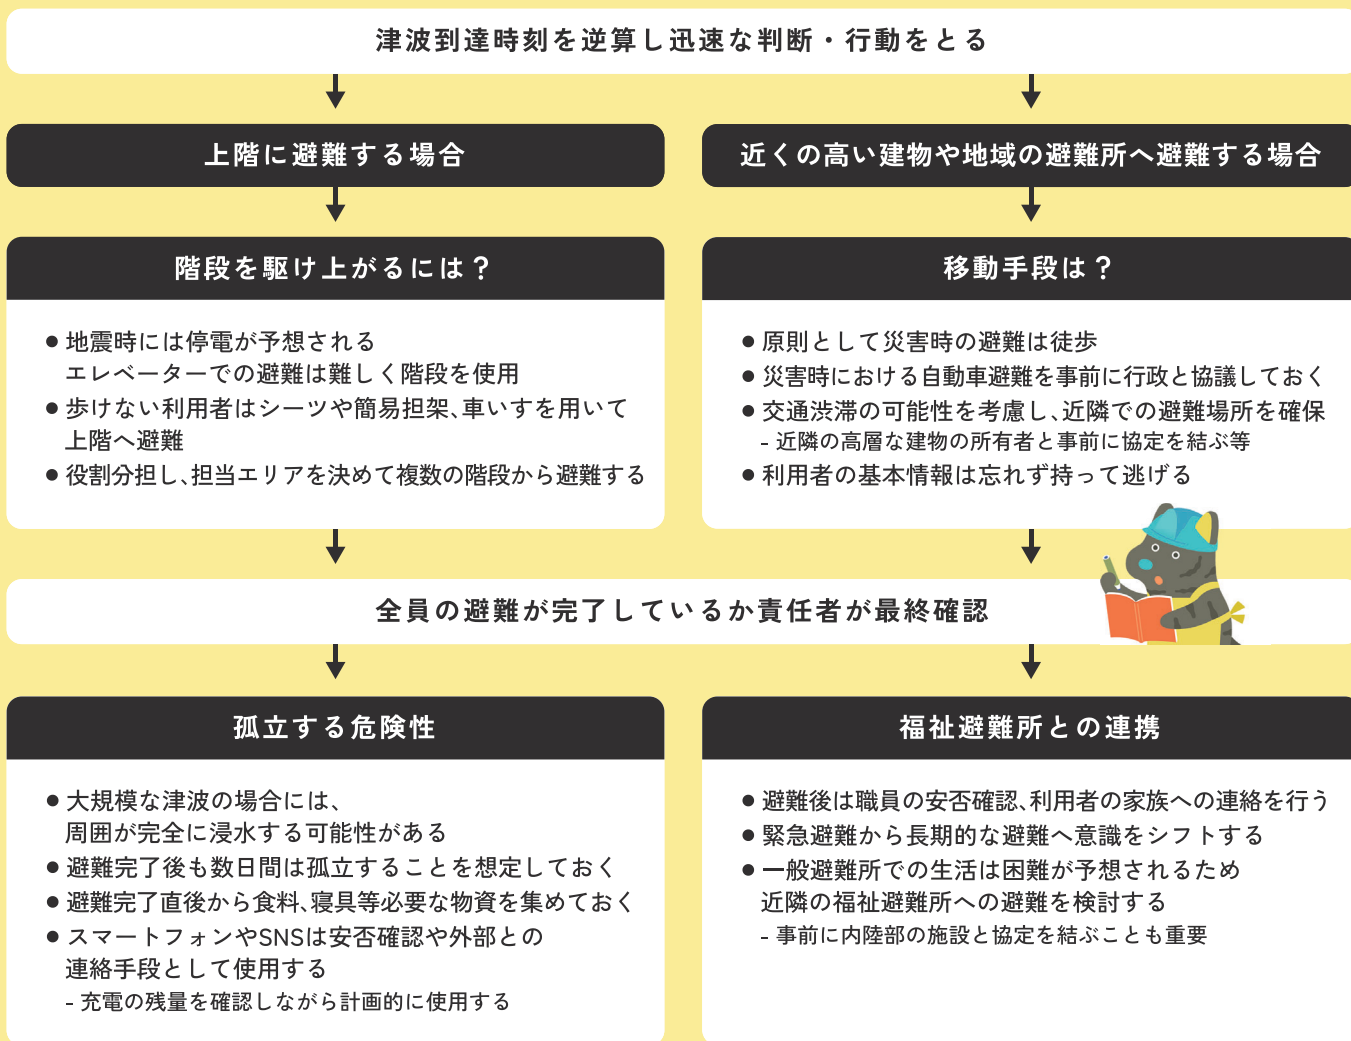 津波到達時刻を逆算し迅速な判断・行動をとる
上階に避難する場合
階段を駆け上がるには？
● 地震時には停電が予想される
エレベーターでの避難は難しく階段を使用
● 歩けない利用者はシーツや簡易担架、車いすを用いて
上階へ避難
● 役割分担し、担当エリアを決めて複数の階段から避難する
近くの高い建物や地域の避難所へ避難する場合
移動手段は？
● 原則として災害時の避難は徒歩
● 災害時における自動車避難を事前に行政と協議しておく
● 交通渋滞の可能性を考慮し、近隣での避難場所を確保
- 近隣の高層な建物の所有者と事前に協定を結ぶ等
● 利用者の基本情報は忘れず持って逃げる
全員の避難が完了しているか責任者が最終確認
孤立する危険性
● 大規模な津波の場合には、
周囲が完全に浸水する可能性がある
● 避難完了後も数日間は孤立することを想定しておく
● 避難完了直後から食料、寝具等必要な物資を集めておく
● スマートフォンやSNSは安否確認や外部との
連絡手段として使用する
- 充電の残量を確認しながら計画的に使用する
福祉避難所との連携
● 避難後は職員の安否確認、利用者の家族への連絡を行う
● 緊急避難から長期的な避難へ意識をシフトする
● 一般避難所での生活は困難が予想されるため
近隣の福祉避難所への避難を検討する
- 事前に内陸部の施設と協定を結ぶことも重要